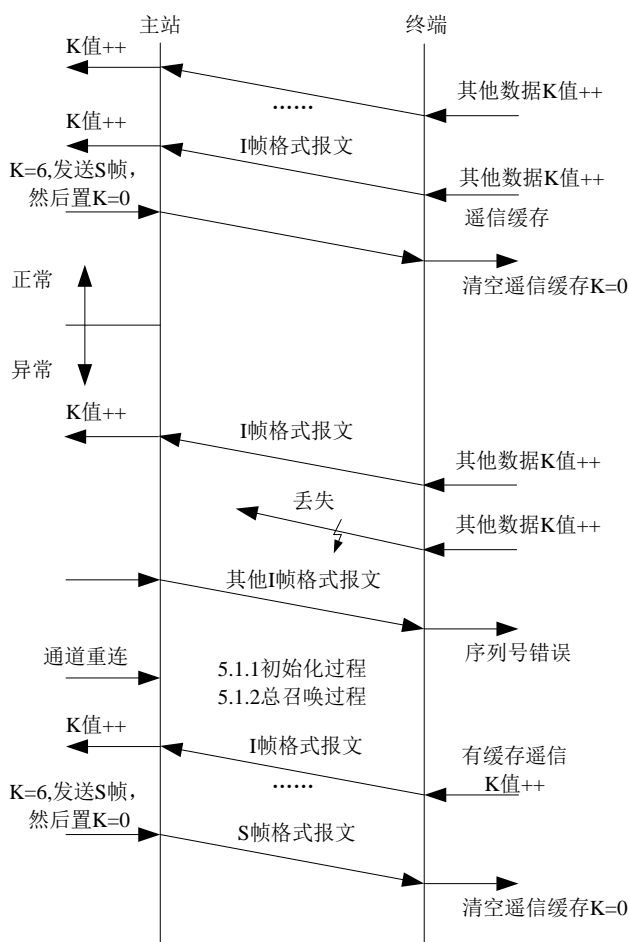 主站
终端
K值++
其他数据K值++
……
K值++
I帧格式报文
K=6,发送S帧，
然后置K=0
其他数据K值++
遥信缓存
清空遥信缓存K=0
正常
异常
K值++
I帧格式报文
其他数据K值++
丢失
其他数据K值++
其他I帧格式报文
序列号错误
通道重连
5.1.1初始化过程
5.1.2总召唤过程
K值++
I帧格式报文
有缓存遥信
K值++
……
K=6,发送S帧，
然后置K=0
S帧格式报文
清空遥信缓存K=0